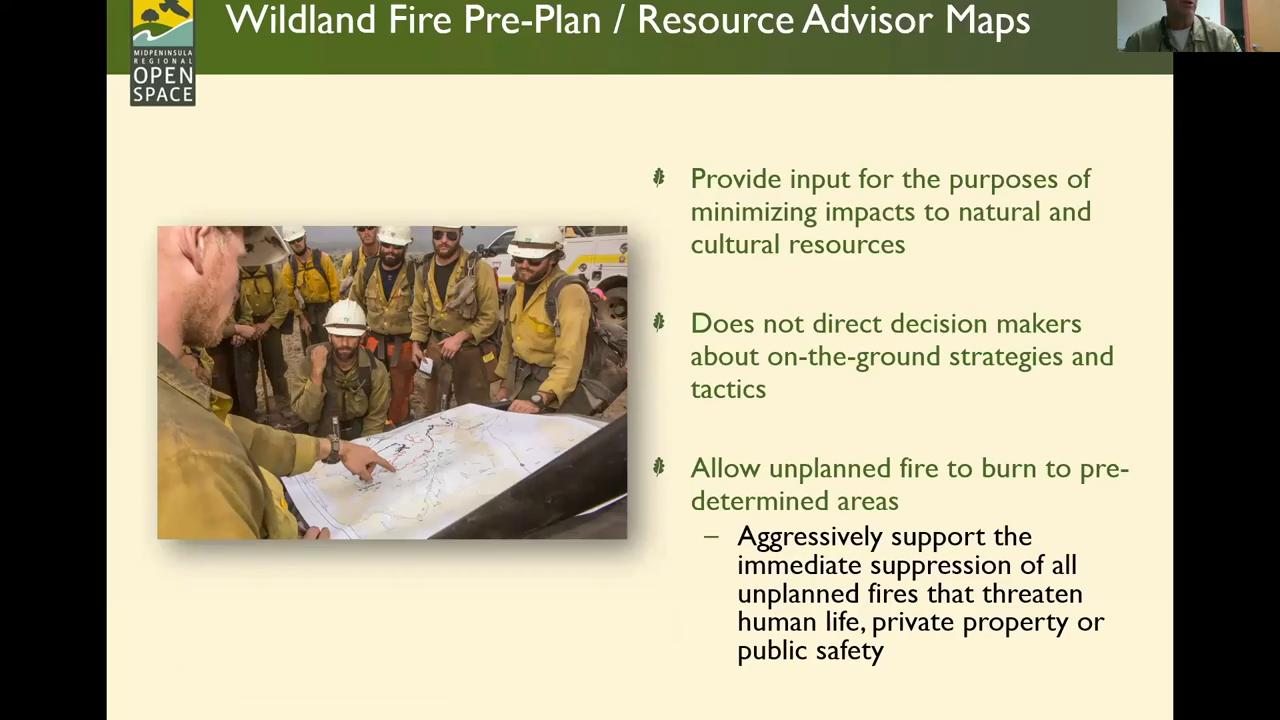 Wildland Fire Pre-Plan / Resource Advisor Maps
MIDPENINSULA
REGIONAL
OPEN
SPACE
Provide input for the purposes of
minimizing impacts to natural and
cultural resources
Does not direct decision makers
about on-the-ground strategies and
tactics
Allow unplanned fire to burn to pre-
determined areas
– Aggressively support the
immediate suppression of all
unplanned fires that threaten
human life, private property or
public safety